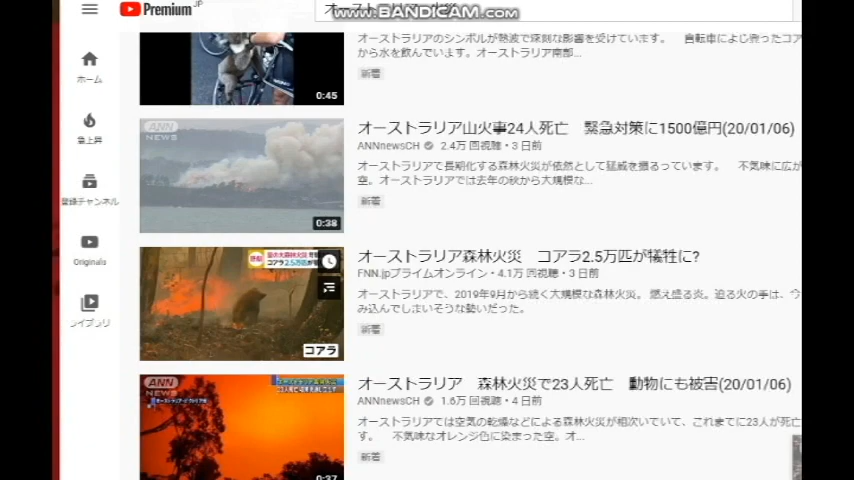 Premium JP
www.BANDICAM.com
ホーム
急上昇
登録チャンネル
Originals
ライブラリ
オーストラリアのシンボルが熱波で深刻な影響を受けています。 自転車によじ登ったコア
から水を飲んでいます。オーストラリア南部...
新着
0:45
ANN
NEWS
0:38
オーストラリア山火事24人死亡 緊急対策に1500億円(20/01/06)
ANNnewsCH 2.4万 回視聴・3 日前
オーストラリアで長期化する森林火災が依然として猛威を振るっています。 不気味に広が
空。オーストラリアでは去年の秋から大規模な...
新着
コアラ2.5万匹が
コアラ
オーストラリア森林火災 コアラ2.5万匹が犠牲に?
FNN.jpプライムオンライン・4.1万 回視聴・3 日前
オーストラリアで、2019年9月から続く大規模な森林火災。 燃え盛る炎。迫る火の手は、今
み込んでしまいそうな勢いだった。
新着
ANN
NEWS
0:37
オーストラリア 森林火災で23人死亡 動物にも被害(20/01/06)
ANNnewsCH 1.6万 回視聴・4 日前
オーストラリアでは空気の乾燥などによる森林火災が相次いでいて、これまでに23人が死亡
す。 不気味なオレンジ色に染まった空。オ...
新着